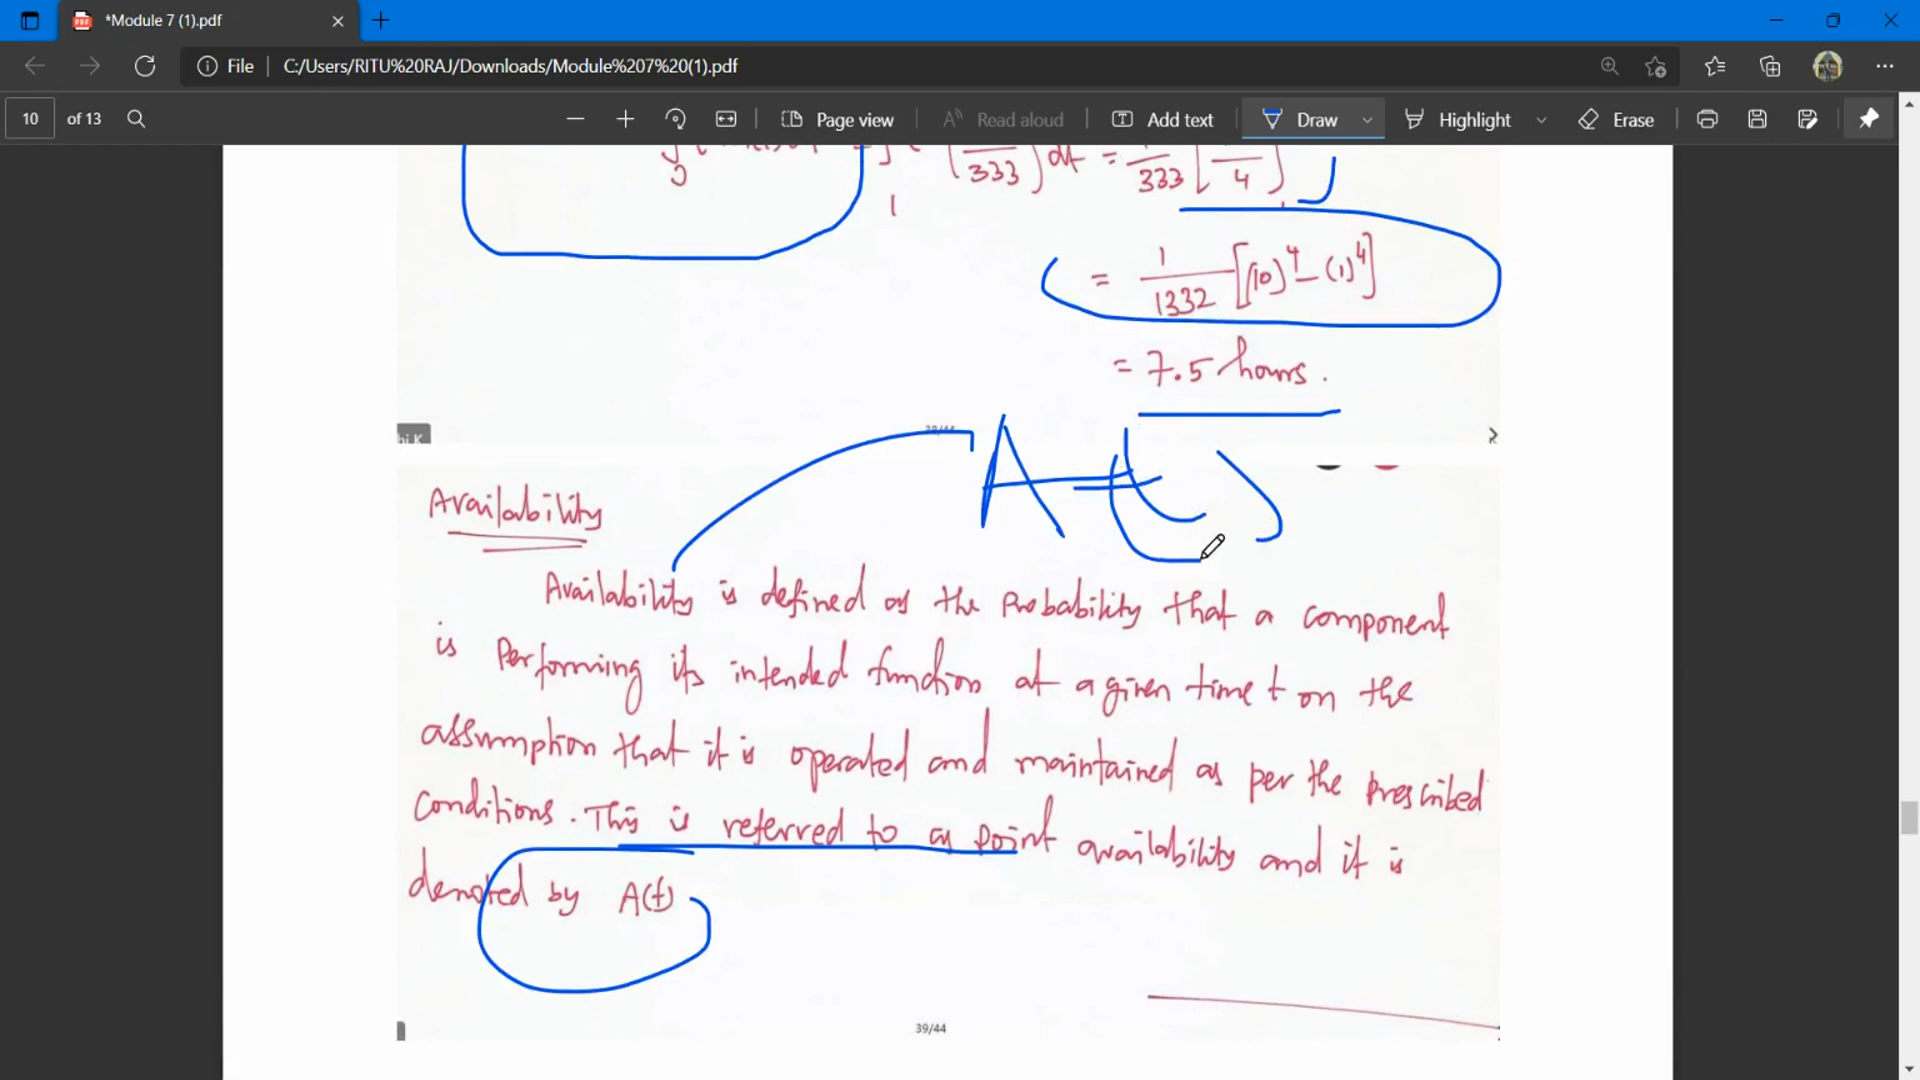 *Module 7 (1).pdf
File
C:/Users/RITU%20RAJ/Downloads/Module%207%20(1).pdf
10 of 13
Page view
Read aloud
Add text
Draw
Highlight
Erase
333 ) dt = 333 [ 4 ]
1
= 1/1332 [(10)^4 - (1)^4]
= 7.5 hours.
A(t)
Availability
Availability is defined as the Probability that a component
is Performing its intended function at a given time t on the
assumption that it is operated and maintained as per the prescribed
conditions. This is referred to as point availability and it is
denoted by A(t)
39/44